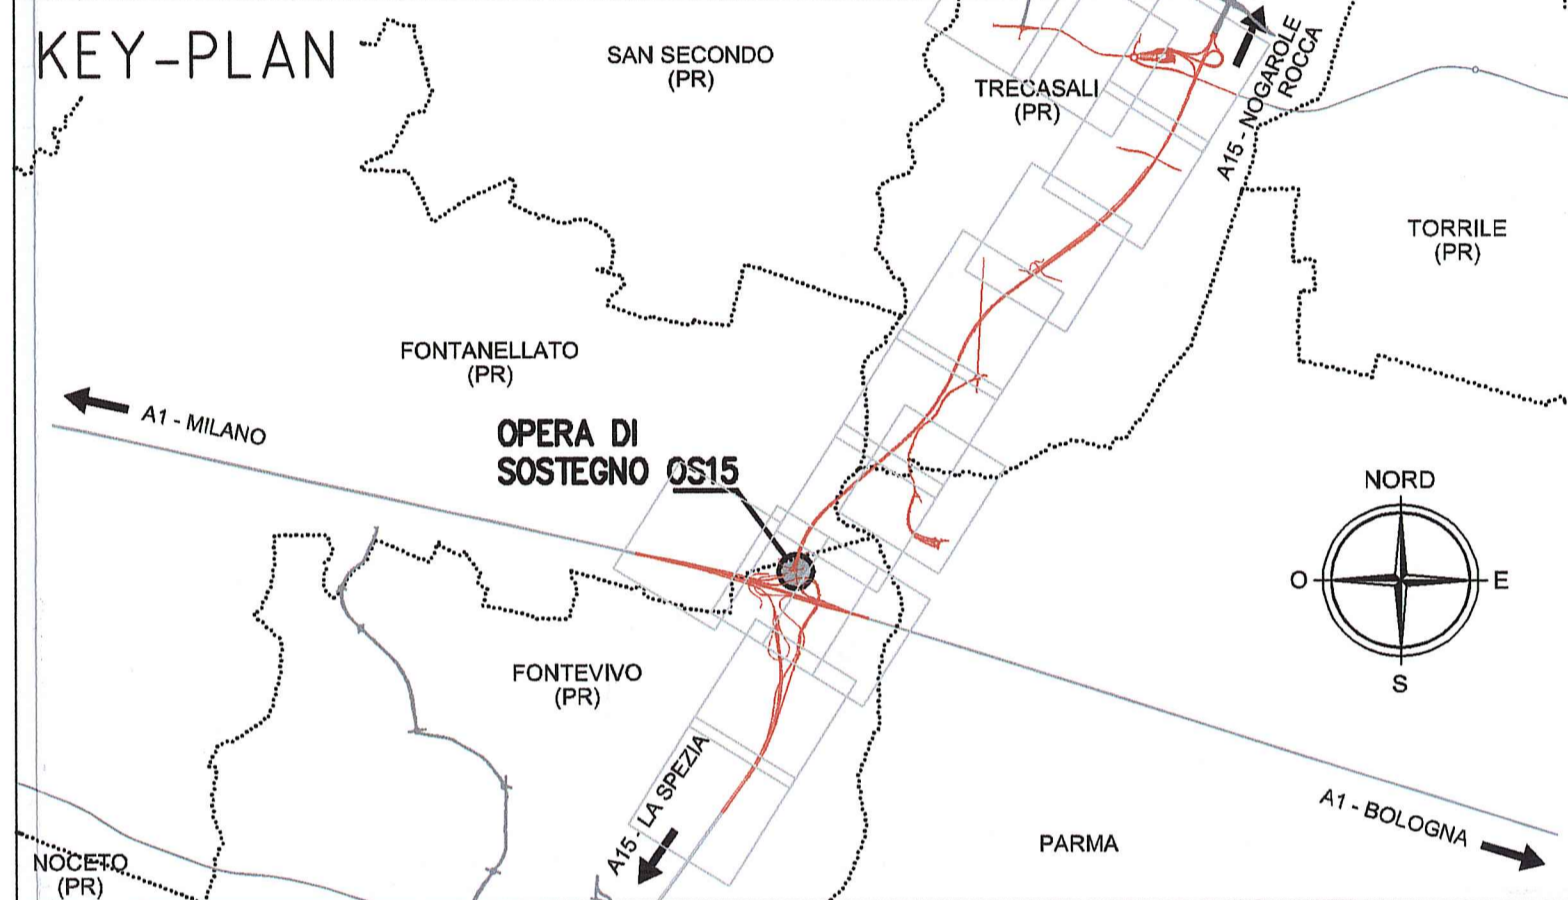 KEY-PLAN
SAN SECONDO
(PR)
TRECASALI
(PR)
A15 - NOGAROLE
ROCCA
TORRILE
(PR)
FONTANELLATO
(PR)
A1 - MILANO
OPERA DI
SOSTEGNO OS15
NORD
O
E
S
FONTEVIVO
(PR)
A15 - LA SPEZIA
A1 - BOLOGNA
PARMA
NOCETO
(PR)